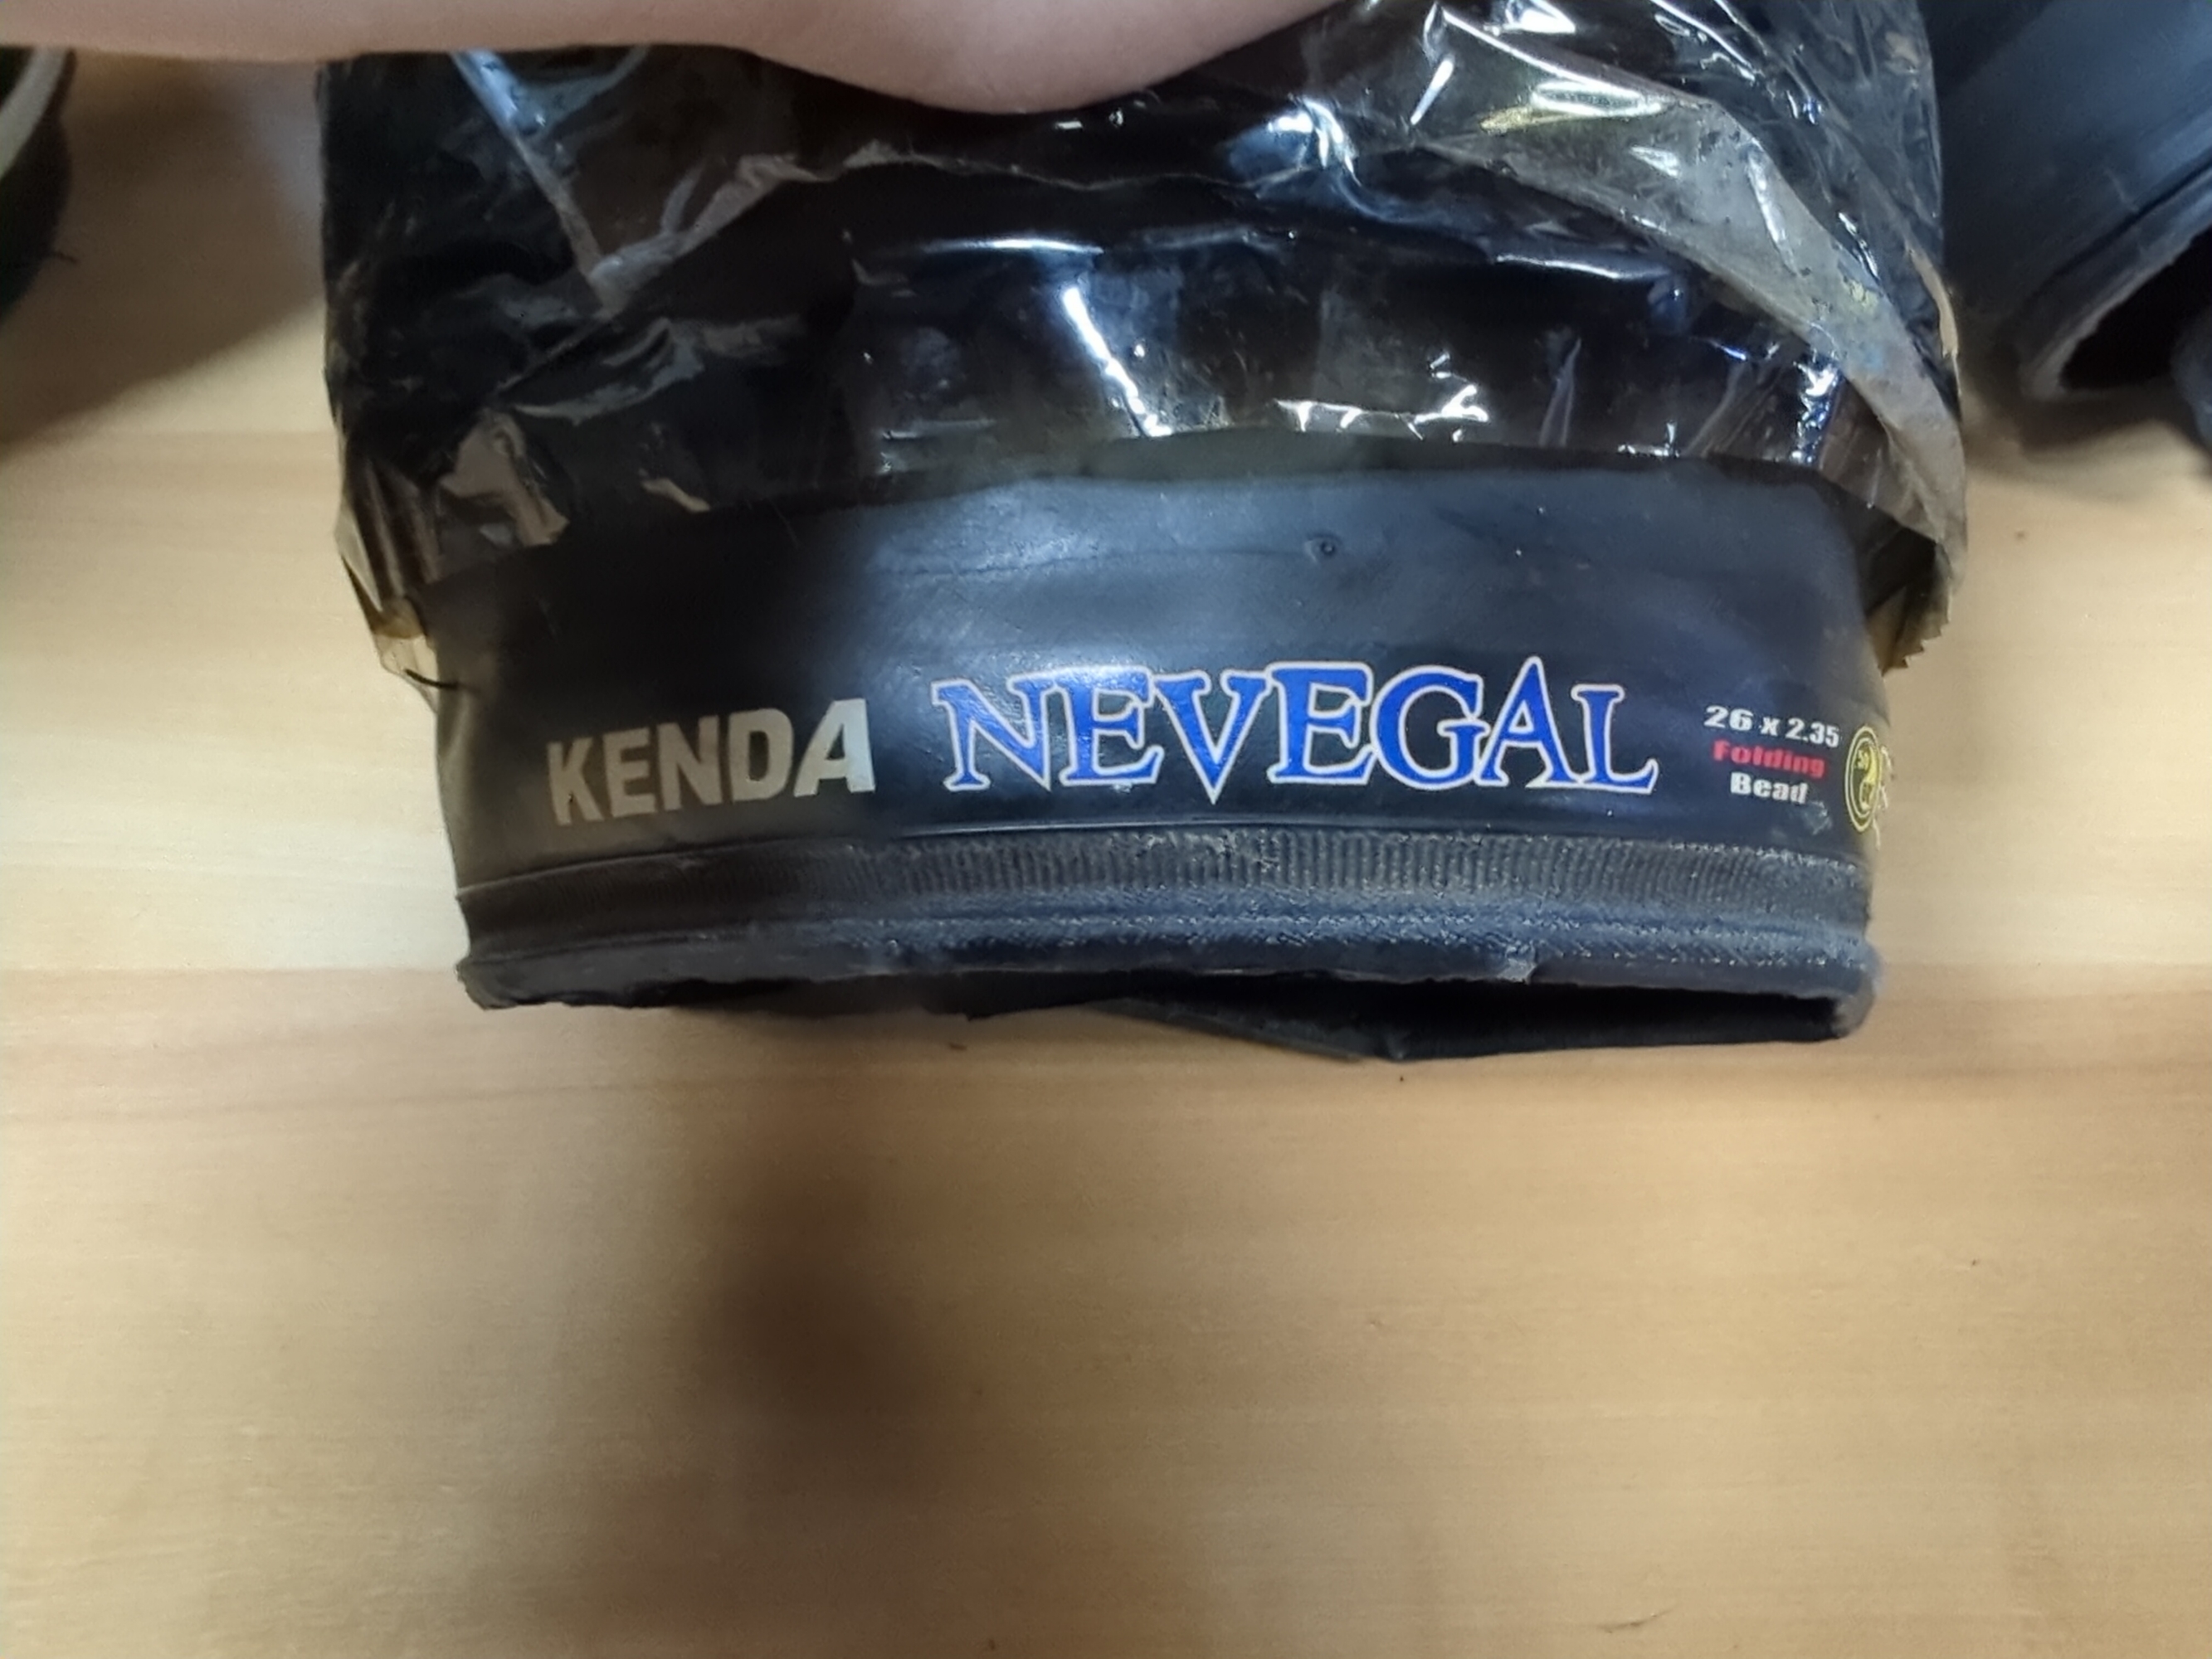 KENDA NEVEGAL
26 x 2.35
Folding
Bead